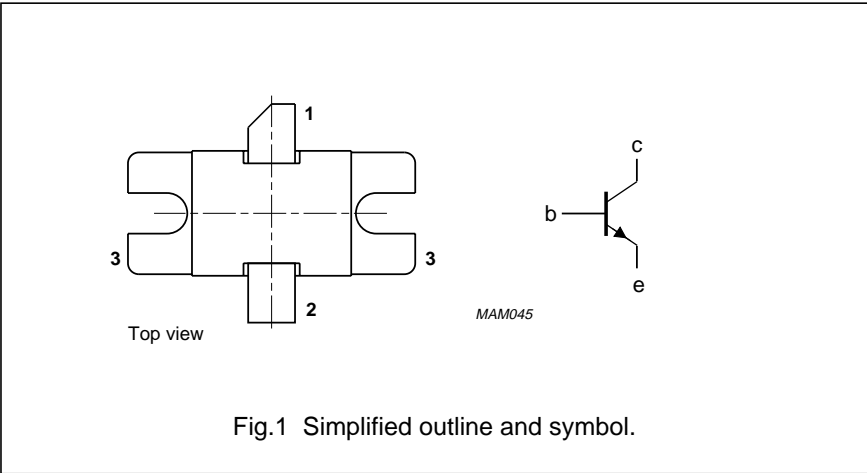 1
c
b
3
3
e
2
MAM045
Top view
Fig.1 Simplified outline and symbol.